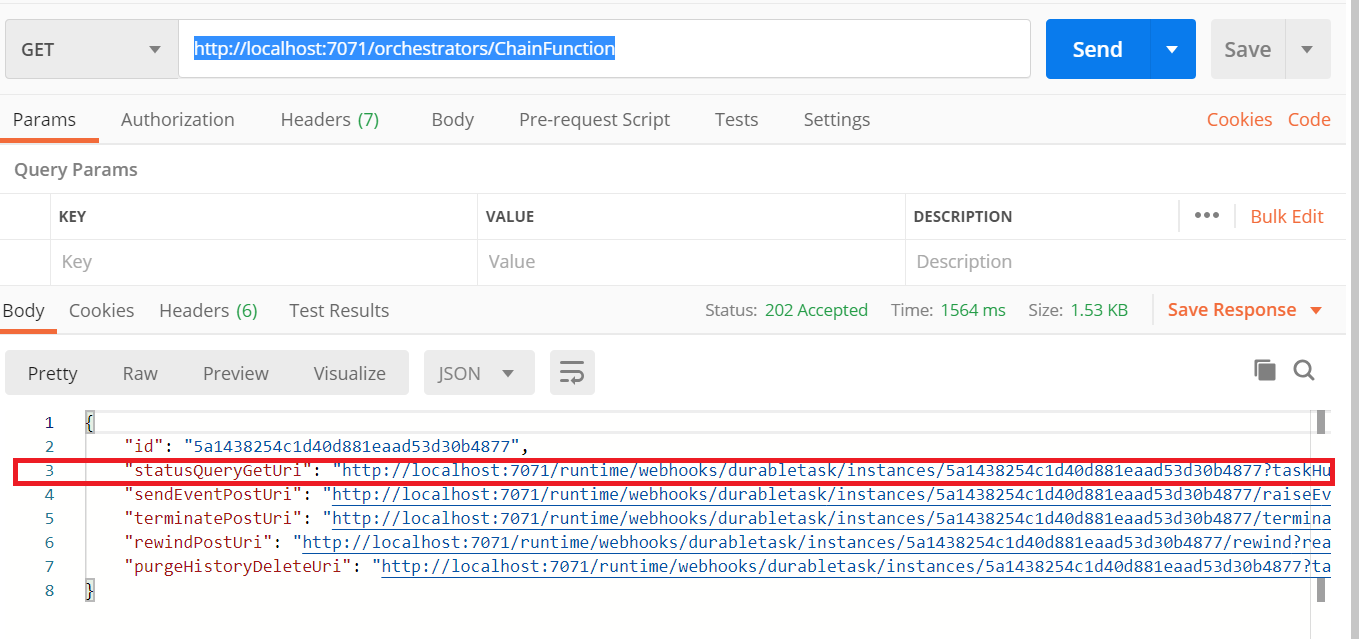 GET http://localhost:7071/orchestrators/ChainFunction Send Save
Params Authorization Headers (7) Body Pre-request Script Tests Settings Cookies Code
Query Params
KEY VALUE DESCRIPTION ••• Bulk Edit
Key Value Description
Body Cookies Headers (6) Test Results Status: 202 Accepted Time: 1564 ms Size: 1.53 KB Save Response
Pretty Raw Preview Visualize JSON
1 {
2 "id": "5a1438254c1d40d881eaad53d30b4877",
3 "statusQueryGetUri": "http://localhost:7071/runtime/webhooks/durabletask/instances/5a1438254c1d40d881eaad53d30b4877?taskHu
4 "sendEventPostUri": "http://localhost:7071/runtime/webhooks/durabletask/instances/5a1438254c1d40d881eaad53d30b4877/raiseEv
5 "terminatePostUri": "http://localhost:7071/runtime/webhooks/durabletask/instances/5a1438254c1d40d881eaad53d30b4877/termina
6 "rewindPostUri": "http://localhost:7071/runtime/webhooks/durabletask/instances/5a1438254c1d40d881eaad53d30b4877/rewind?rea
7 "purgeHistoryDeleteUri": "http://localhost:7071/runtime/webhooks/durabletask/instances/5a1438254c1d40d881eaad53d30b4877?ta
8 }